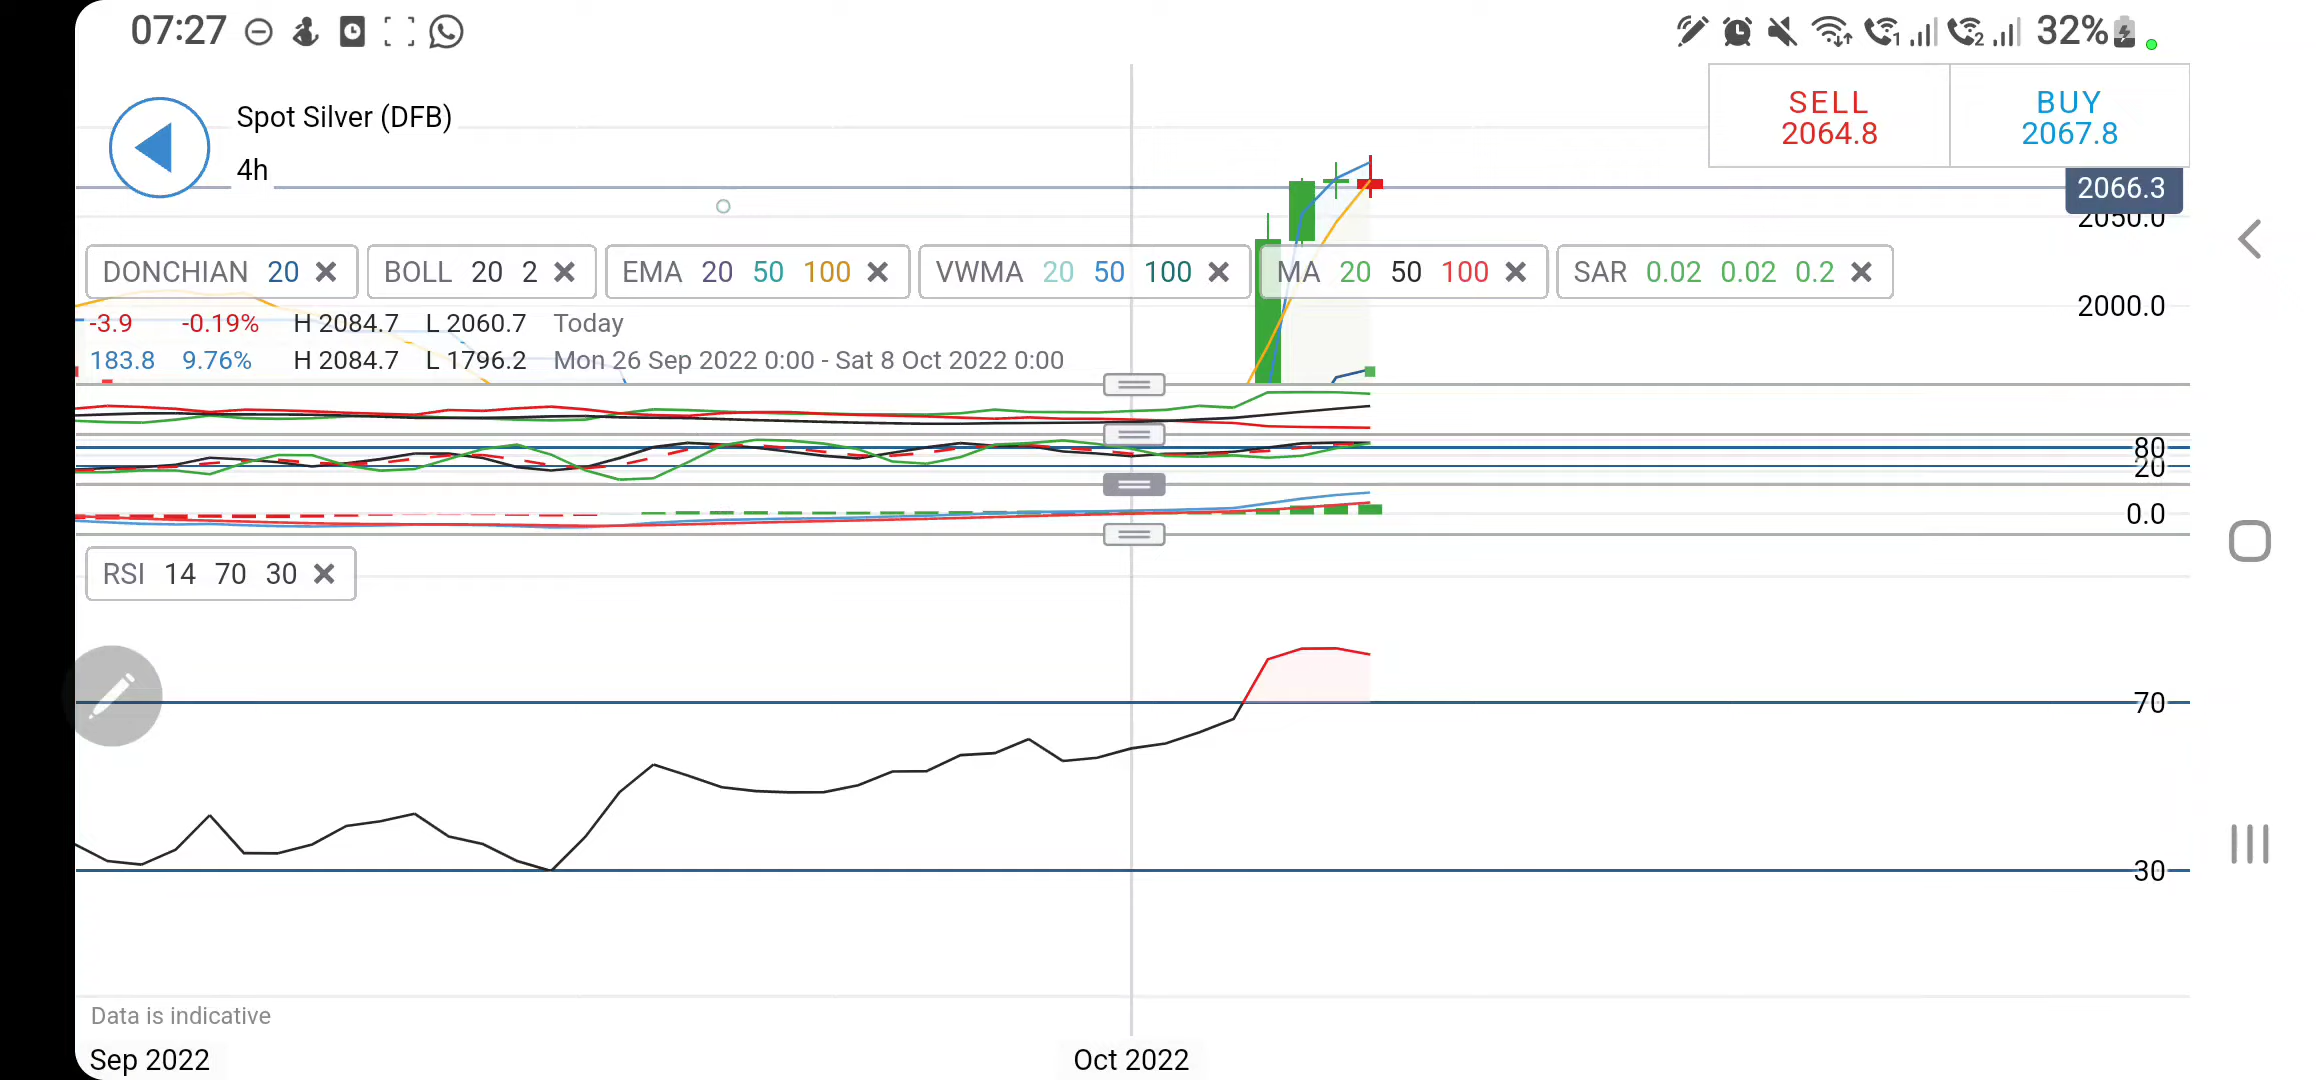 07:27
1 2 32%
Spot Silver (DFB)
4h
SELL BUY
2064.8 2067.8
2066.3
2050.0
DONCHIAN 20 BOLL 20 2 EMA 20 50 100 VWMA 20 50 100 MA 20 50 100 SAR 0.02 0.02 0.2
2000.0
-3.9 -0.19% H 2084.7 L 2060.7 Today
183.8 9.76% H 2084.7 L 1796.2 Mon 26 Sep 2022 0:00 - Sat 8 Oct 2022 0:00
80
20
0.0
RSI 14 70 30
70
30
Data is indicative
Sep 2022 Oct 2022